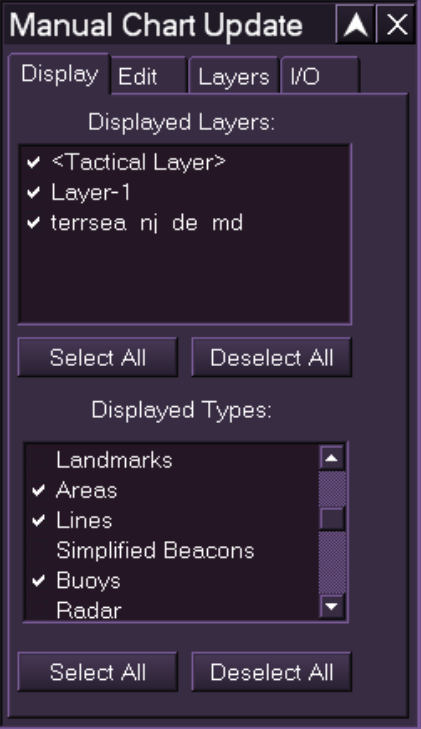 Manual Chart Update
Display Edit Layers I/O
Displayed Layers:
<Tactical Layer>
Layer-1
terrsea nj de md
Select All Deselect All
Displayed Types:
Landmarks
Areas
Lines
Simplified Beacons
Buoys
Radar
Select All Deselect All